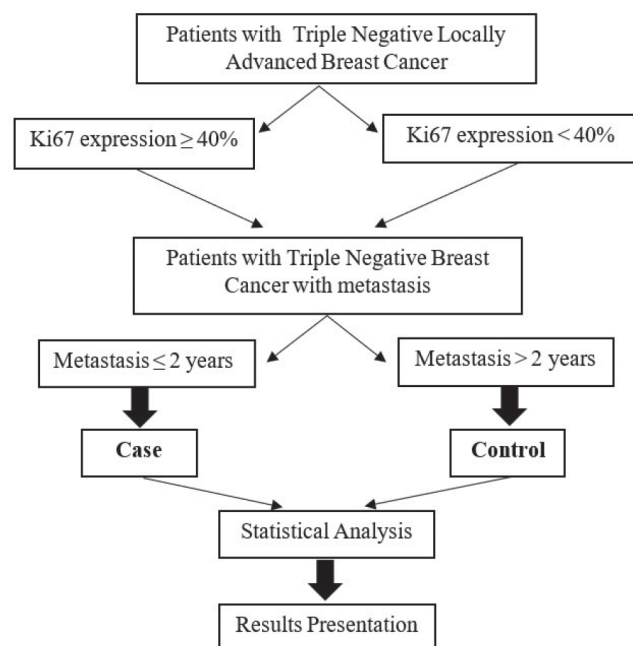 Patients with Triple Negative Locally
Advanced Breast Cancer
Ki67 expression ≥ 40%
Ki67 expression < 40%
Patients with Triple Negative Breast
Cancer with metastasis
Metastasis ≤ 2 years
Metastasis > 2 years
Case
Control
Statistical Analysis
Results Presentation